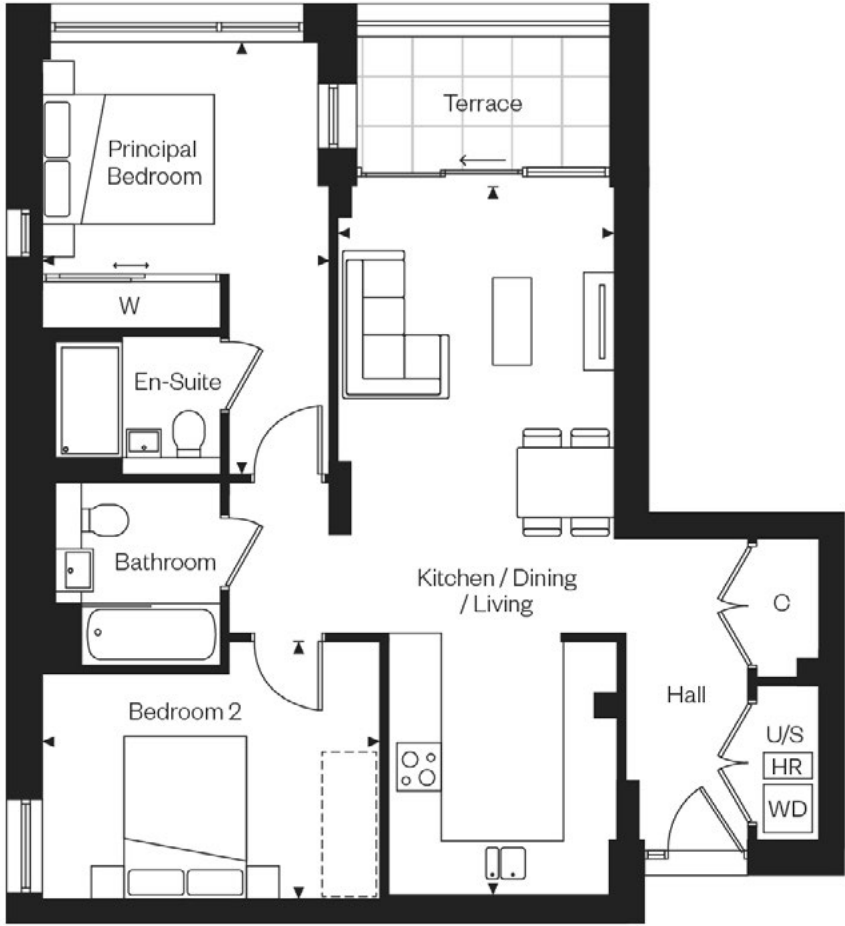 Terrace
Principal
Bedroom
W
En-Suite
Bathroom
Kitchen / Dining
/ Living
C
Hall
Bedroom 2
U/S
HR
WD